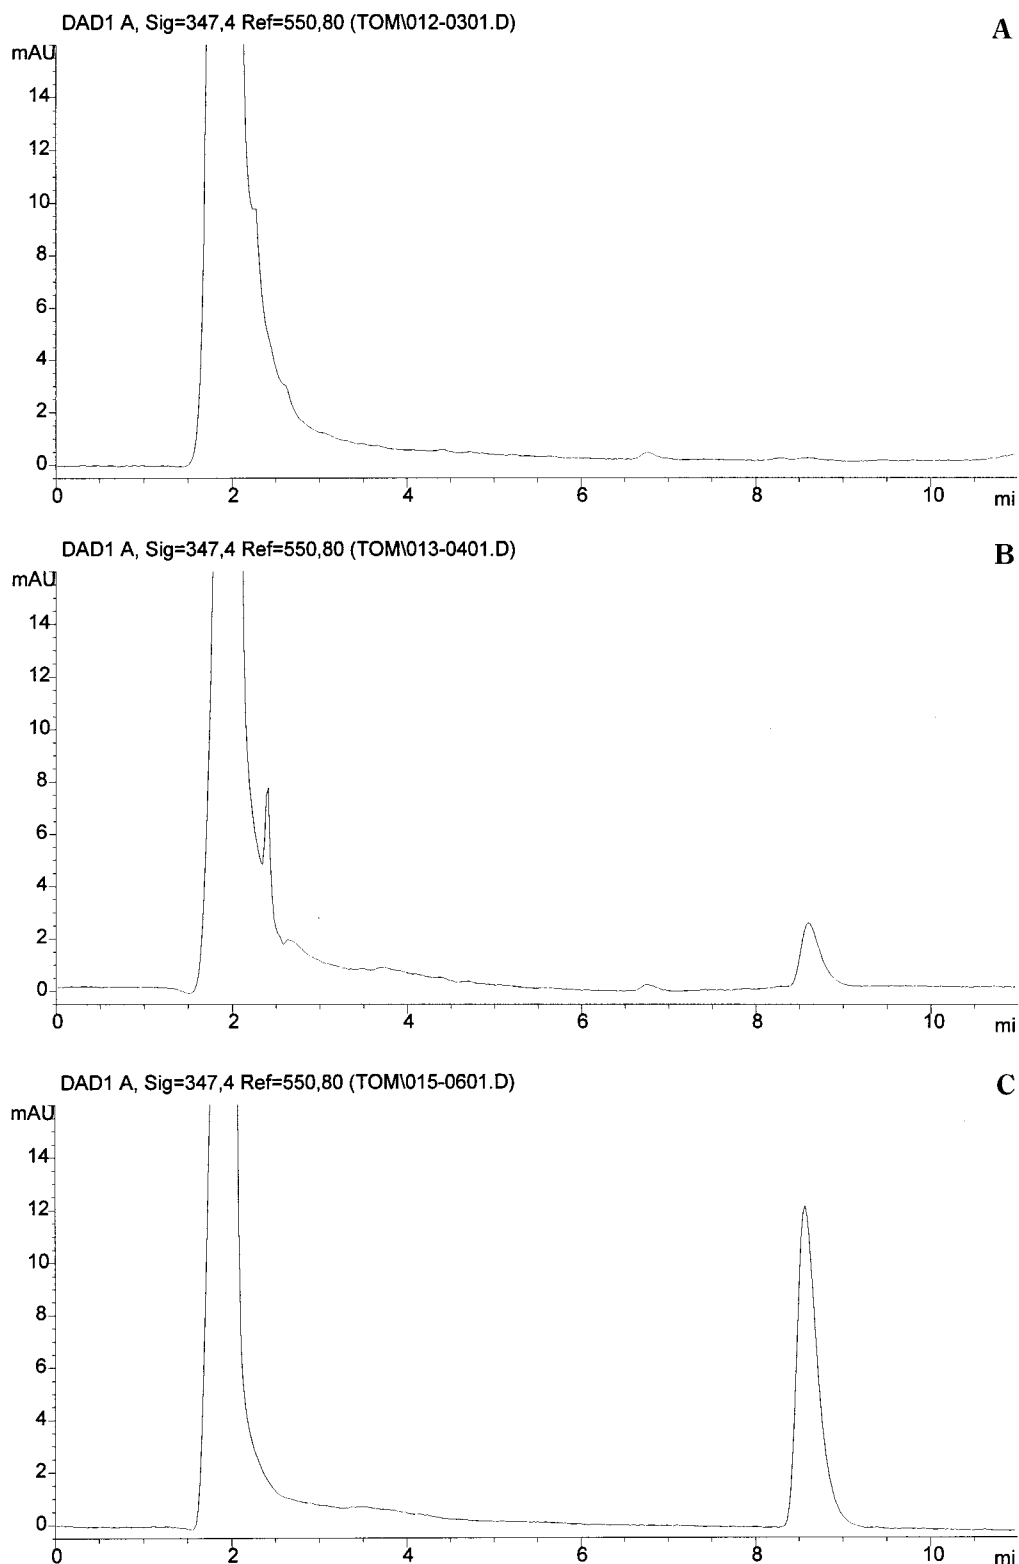 DAD1 A, Sig=347,4 Ref=550,80 (TOM\012-0301.D)
A
mAU
14
12
10
8
6
4
2
0
0 2 4 6 8 10 mi
DAD1 A, Sig=347,4 Ref=550,80 (TOM\013-0401.D)
B
mAU
14
12
10
8
6
4
2
0
0 2 4 6 8 10 mi
DAD1 A, Sig=347,4 Ref=550,80 (TOM\015-0601.D)
C
mAU
14
12
10
8
6
4
2
0
0 2 4 6 8 10 mi